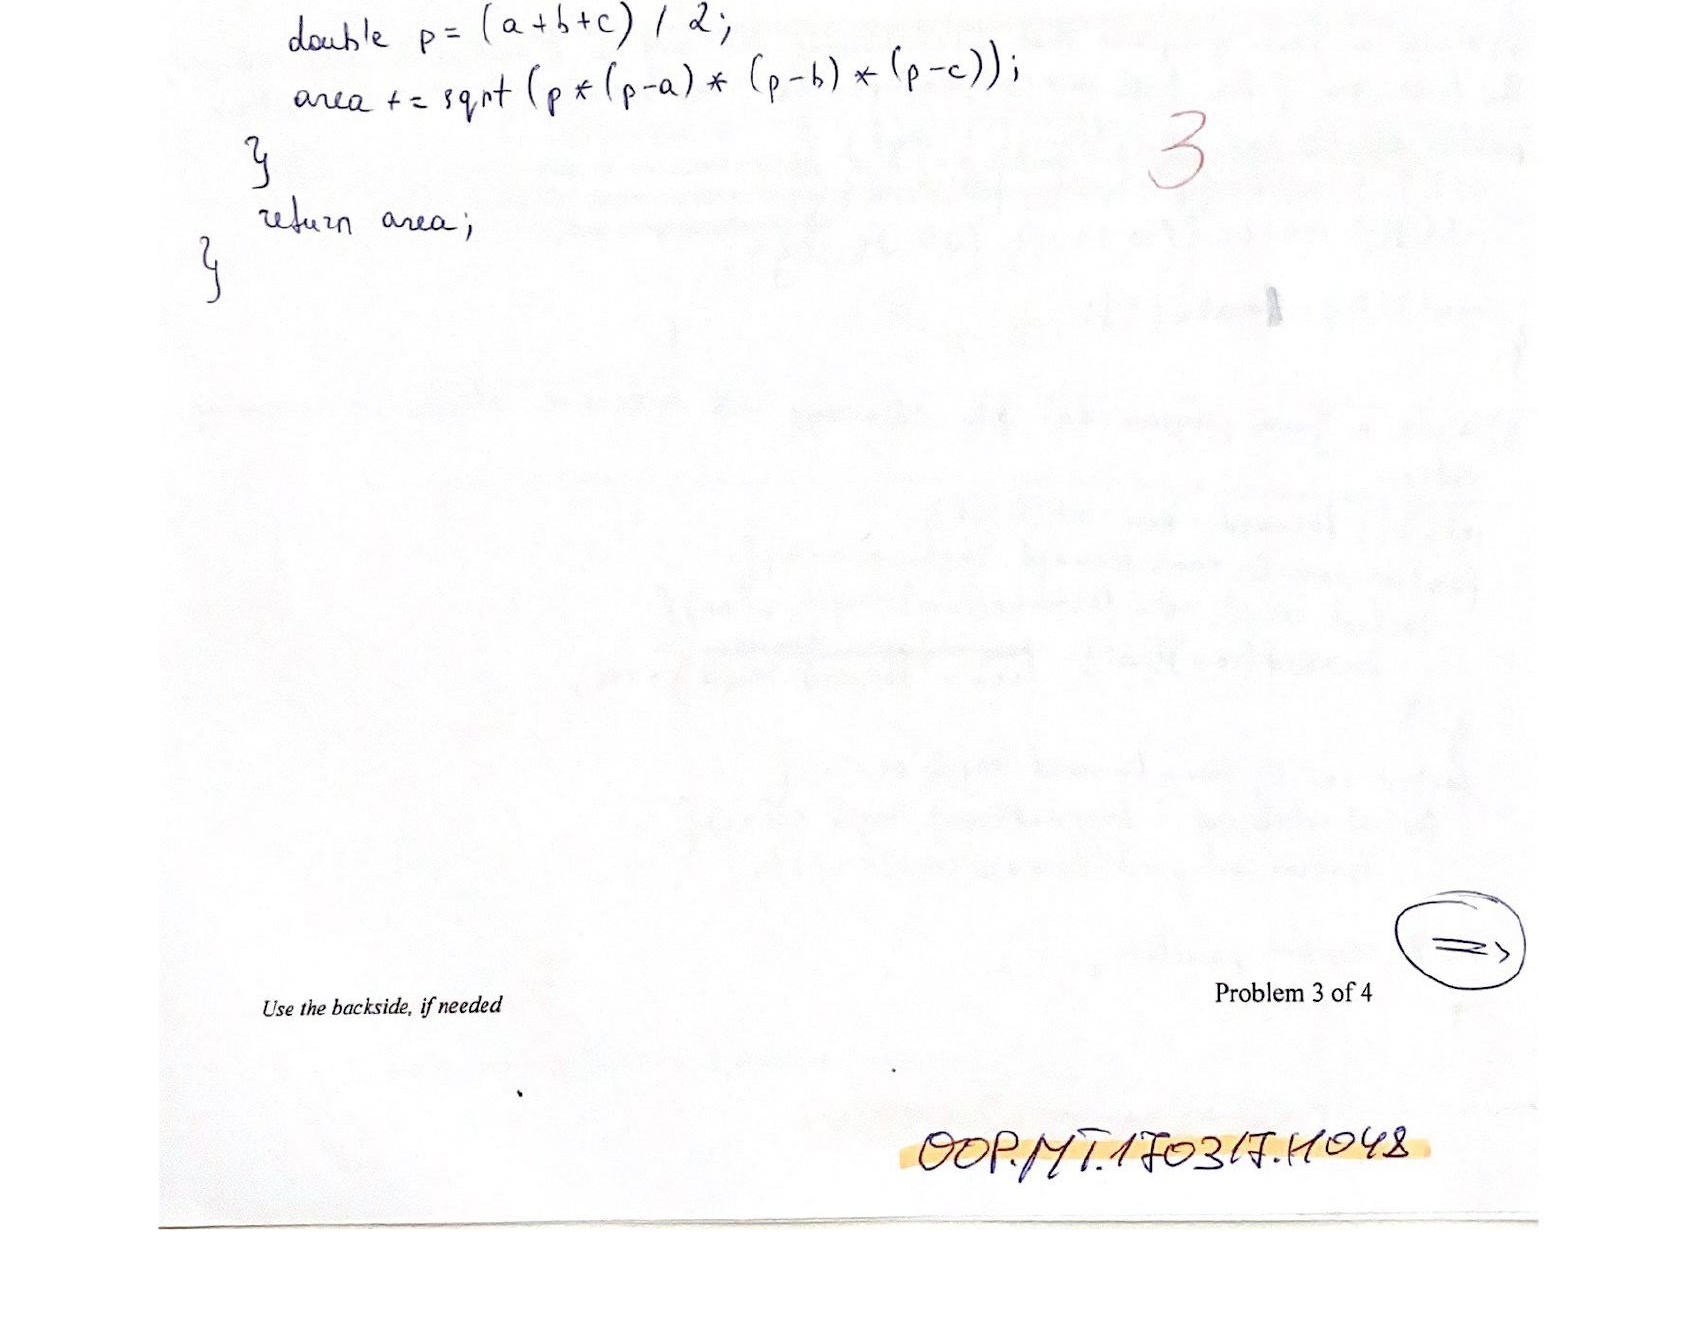 double p = (a+b+c) / 2;
area += sqrt (p * (p-a) * (p-b) * (p-c));
}
3
return area;
}
=>
Problem 3 of 4
Use the backside, if needed
OOP.MT.170317.H048